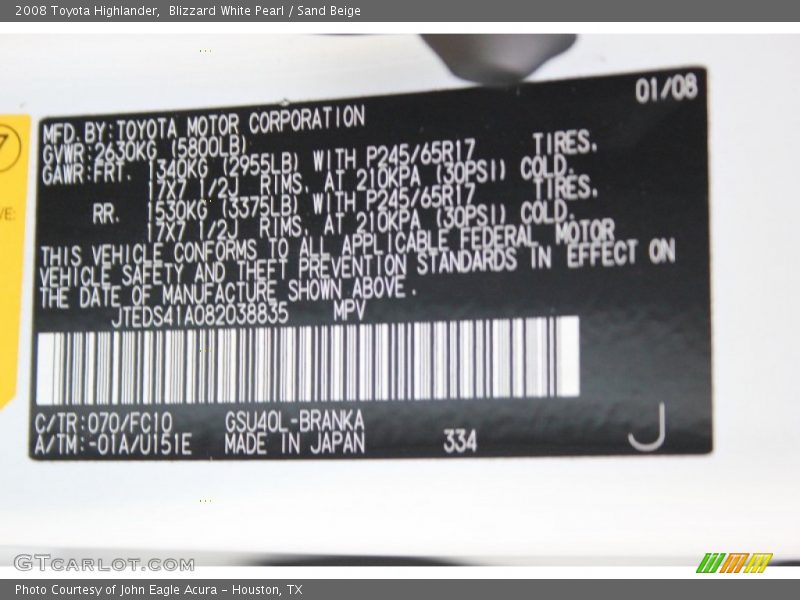 2008 Toyota Highlander,  Blizzard White Pearl / Sand Beige
01/08
MFD. BY: TOYOTA MOTOR CORPORATION
GVWR: 2630KG (5800LB)
GAWR: FRT. 1340KG (2955LB) WITH P245/65R17 TIRES,
17X7 1/2J RIMS, AT 210KPA (30PSI) COLD.
RR. 1530KG (3375LB) WITH P245/65R17 TIRES,
17X7 1/2J RIMS, AT 210KPA (30PSI) COLD.
THIS VEHICLE CONFORMS TO ALL APPLICABLE FEDERAL MOTOR
VEHICLE SAFETY AND THEFT PREVENTION STANDARDS IN EFFECT ON
THE DATE OF MANUFACTURE SHOWN ABOVE.
JTEDS41A082038835 MPV
C/TR: 070/FC10 GSU40L-BRANKA
A/TM: -01A/U151E MADE IN JAPAN 334 J
7
VE:
GTcarlot.com
Photo Courtesy of John Eagle Acura - Houston, TX